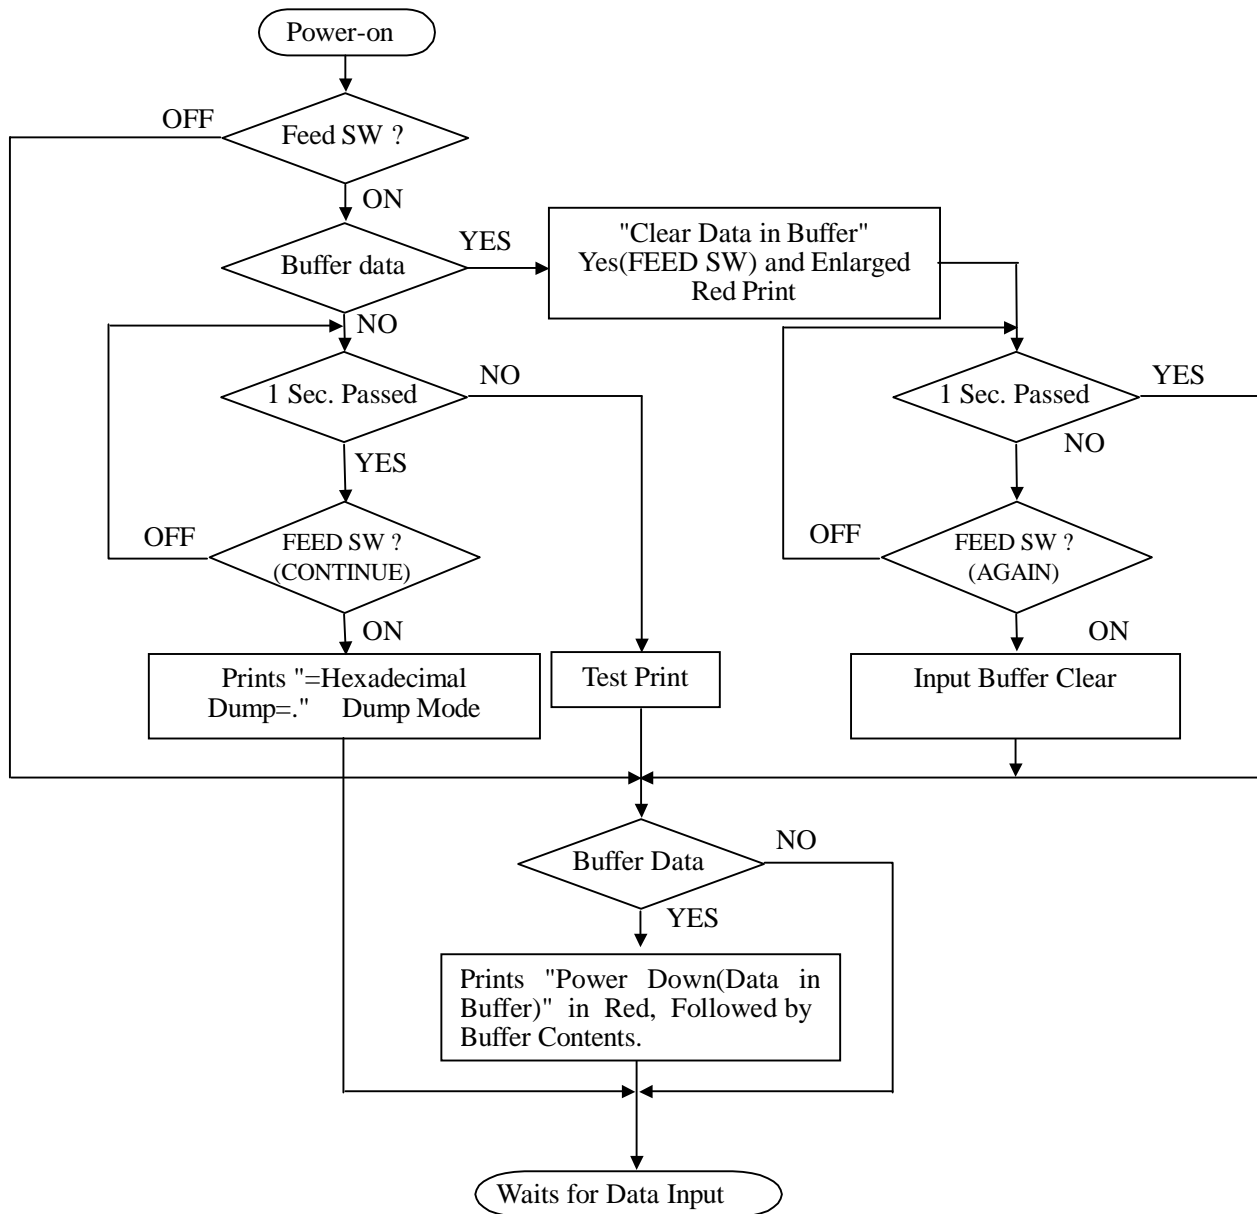 Power-on
OFF
Feed SW ?
ON
YES
Buffer data
"Clear Data in Buffer"
Yes(FEED SW) and Enlarged
Red Print
NO
1 Sec. Passed
NO
YES
1 Sec. Passed
YES
NO
OFF
FEED SW ?
(CONTINUE)
OFF
FEED SW ?
(AGAIN)
ON
ON
Prints "=Hexadecimal
Dump=." Dump Mode
Test Print
Input Buffer Clear
Buffer Data
NO
YES
Prints "Power Down(Data in
Buffer)" in Red, Followed by
Buffer Contents.
Waits for Data Input